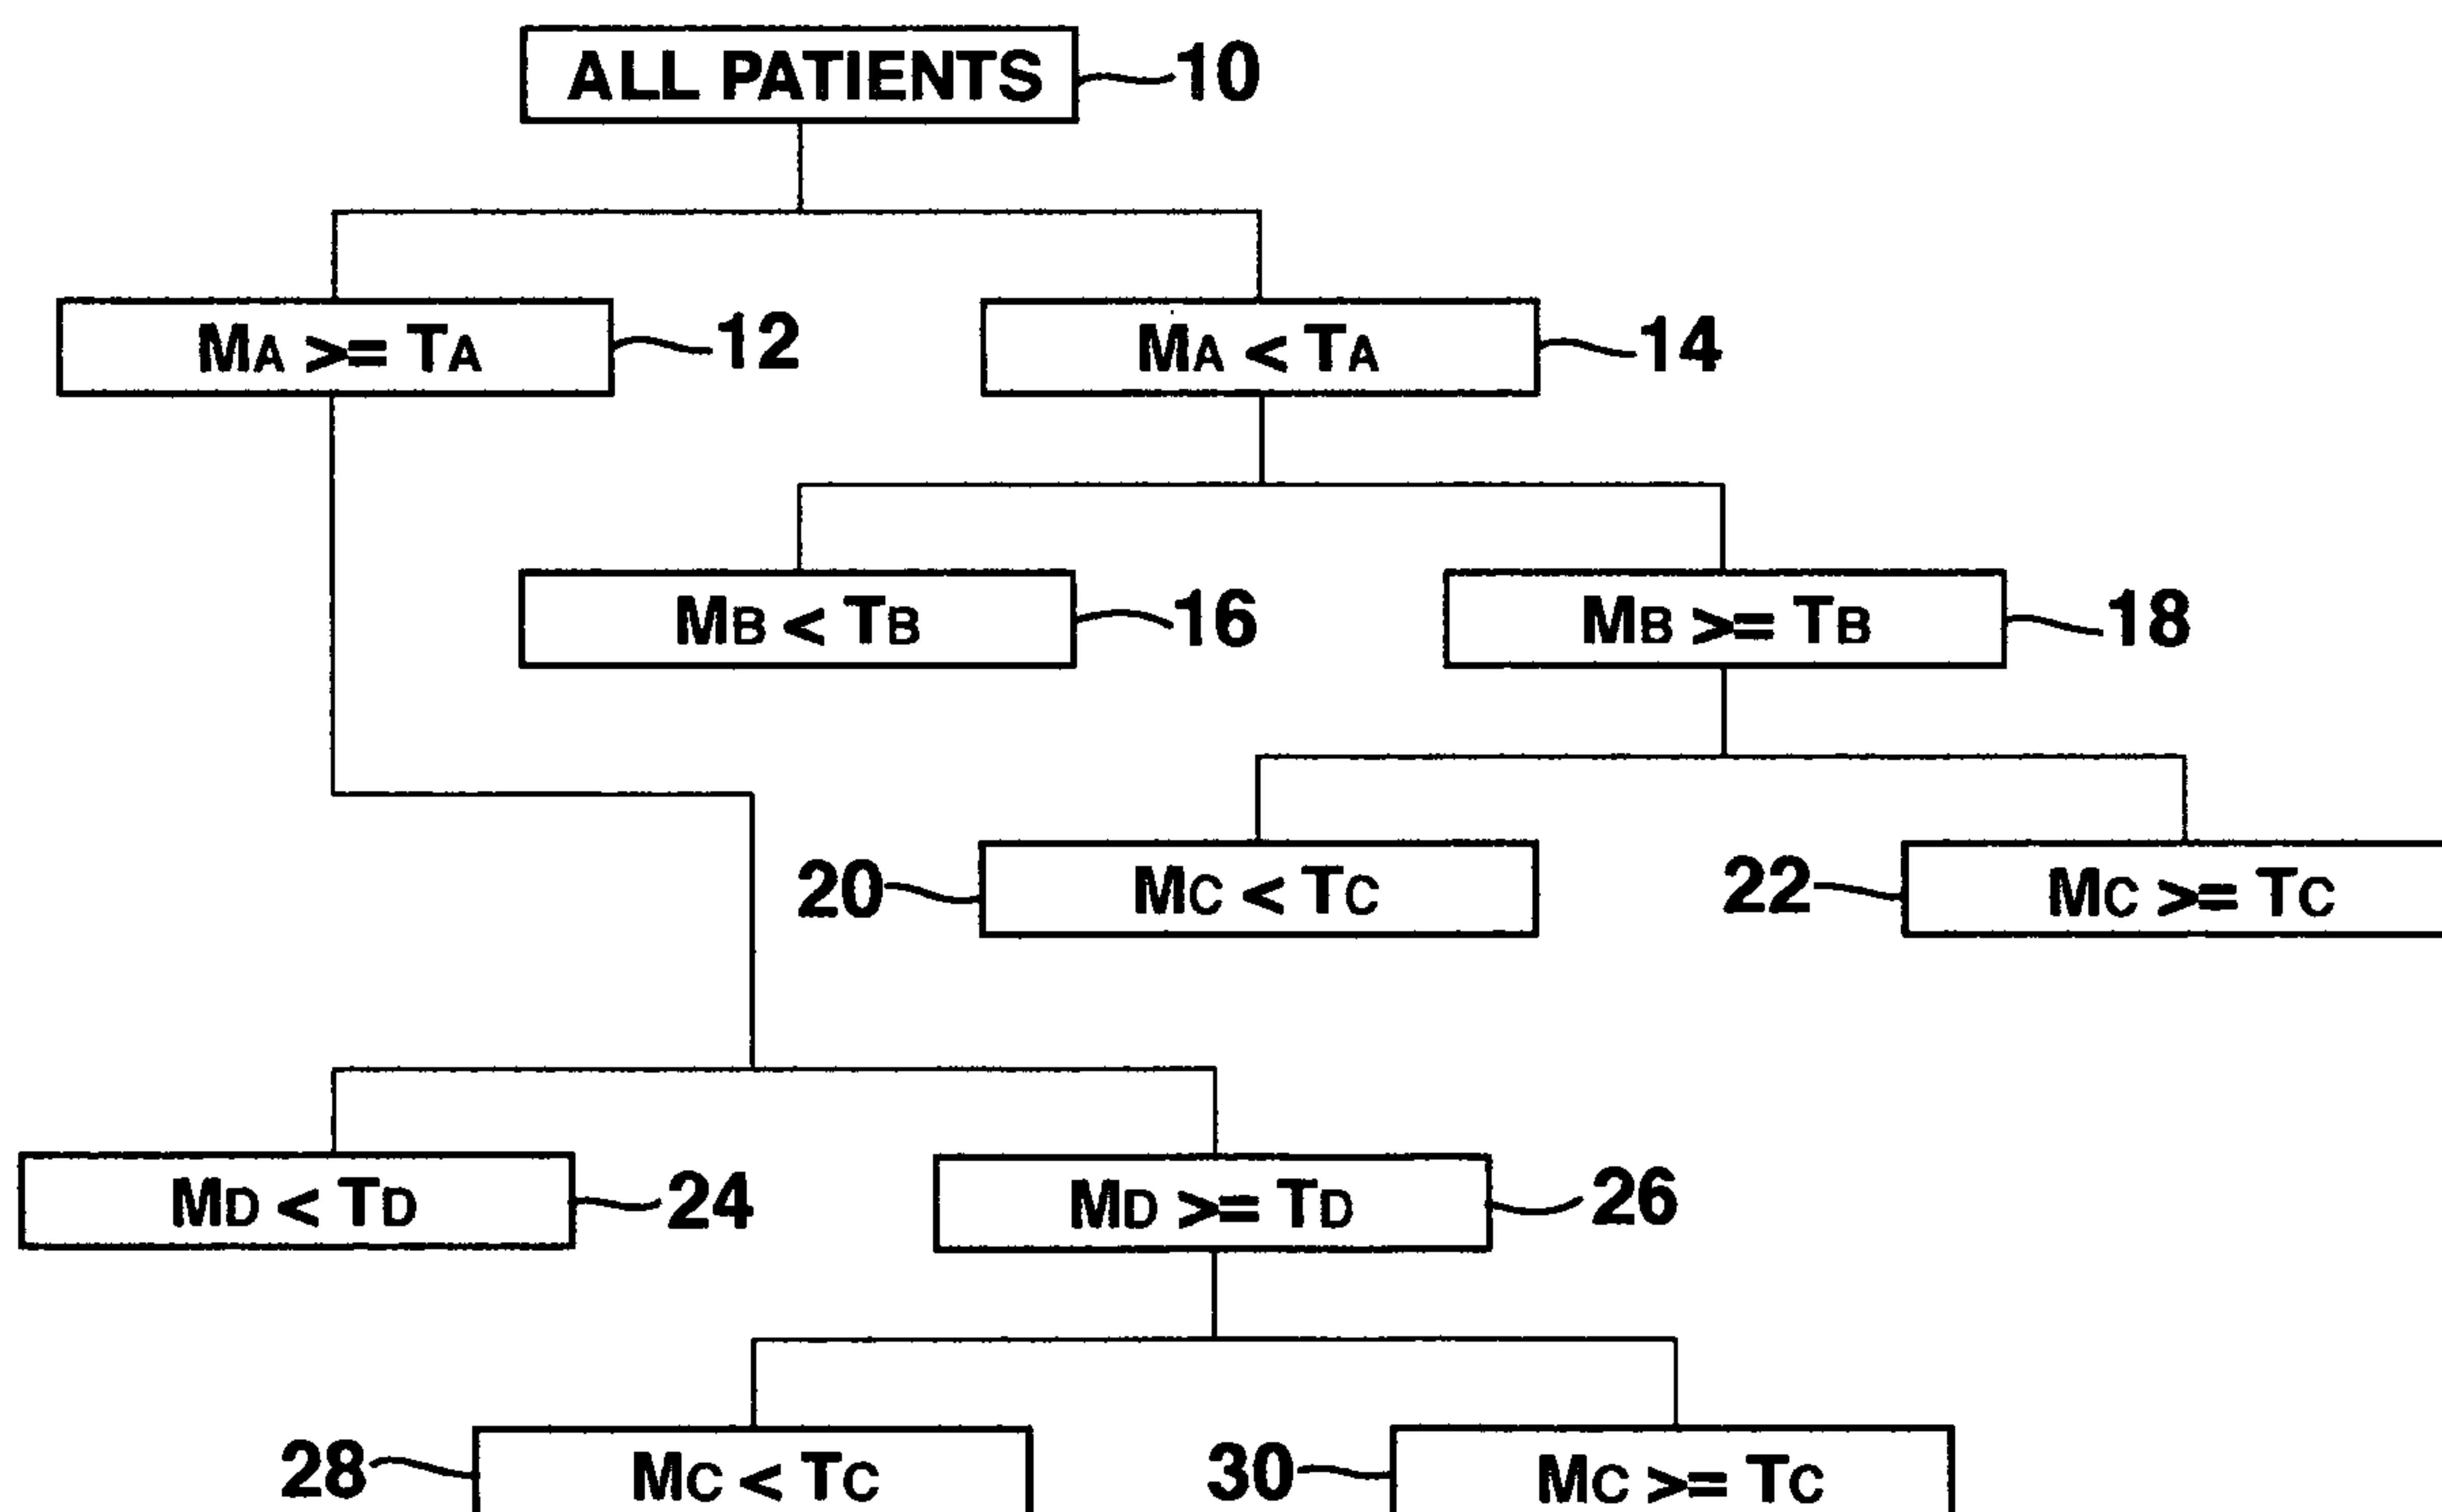 ALL PATIENTS 10
MA >= TA 12 MA < TA 14
MB < TB 16 MB >= TB 18
20 MC < TC 22 MC >= TC
MD < TD 24 MD >= TD 26
28 MC < TC 30 MC >= TC